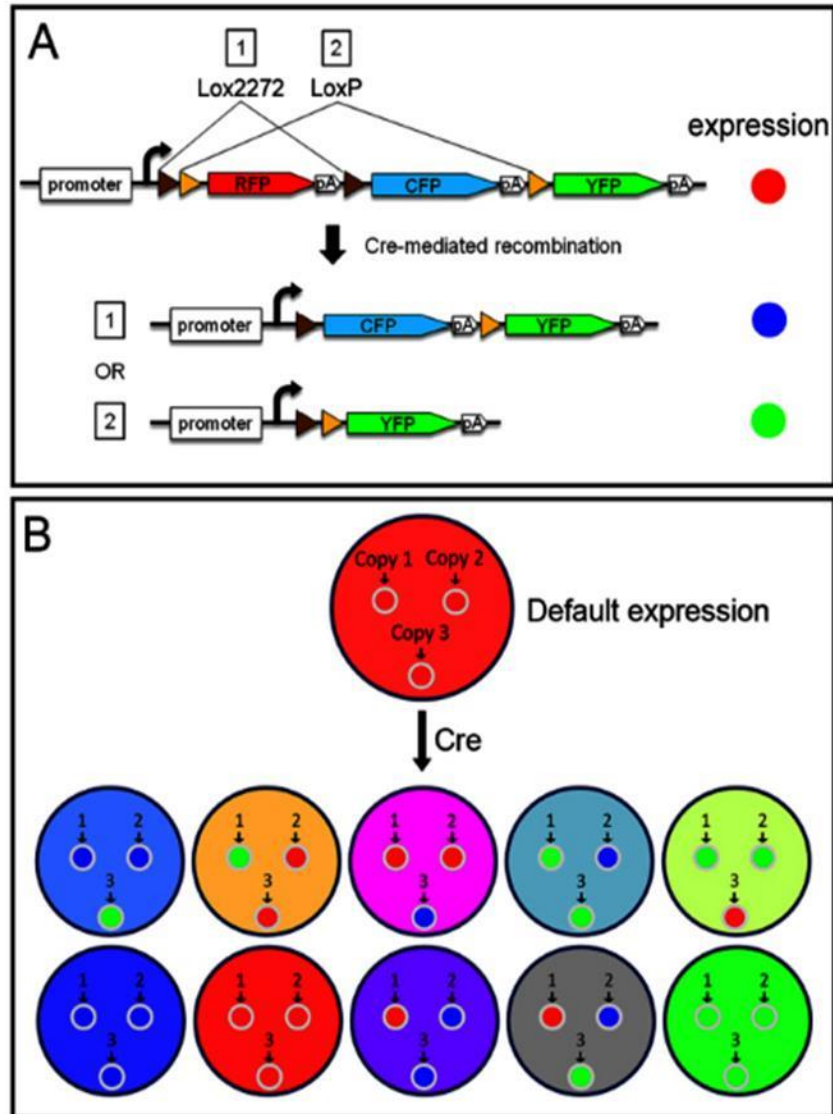 A
1 2
Lox2272 LoxP
expression
promoter RFP pA CFP pA YFP pA
Cre-mediated recombination
1 promoter CFP pA YFP pA
OR
2 promoter YFP pA
B
Copy 1 Copy 2
Copy 3
Default expression
Cre
1 2 1 2 1 2 1 2 1 2
3 3 3 3 3
1 2 1 2 1 2 1 2 1 2
3 3 3 3 3